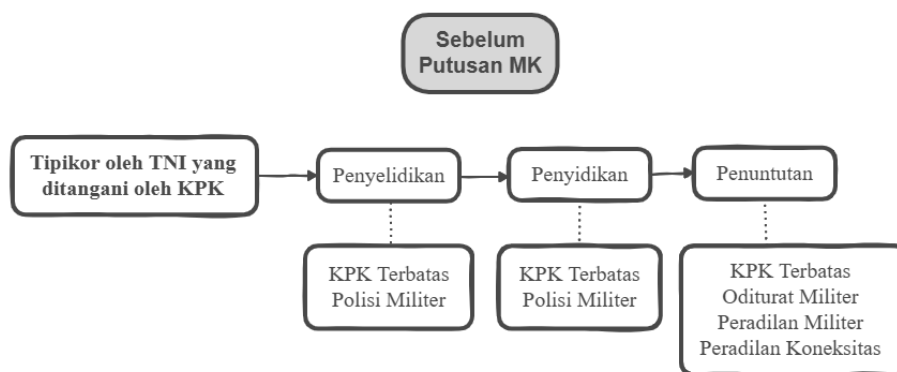 Sebelum
Putusan MK
Tipikor oleh TNI yang
ditangani oleh KPK
Penyelidikan
Penyidikan
Penuntutan
KPK Terbatas
Polisi Militer
KPK Terbatas
Polisi Militer
KPK Terbatas
Oditurat Militer
Peradilan Militer
Peradilan Koneksitas